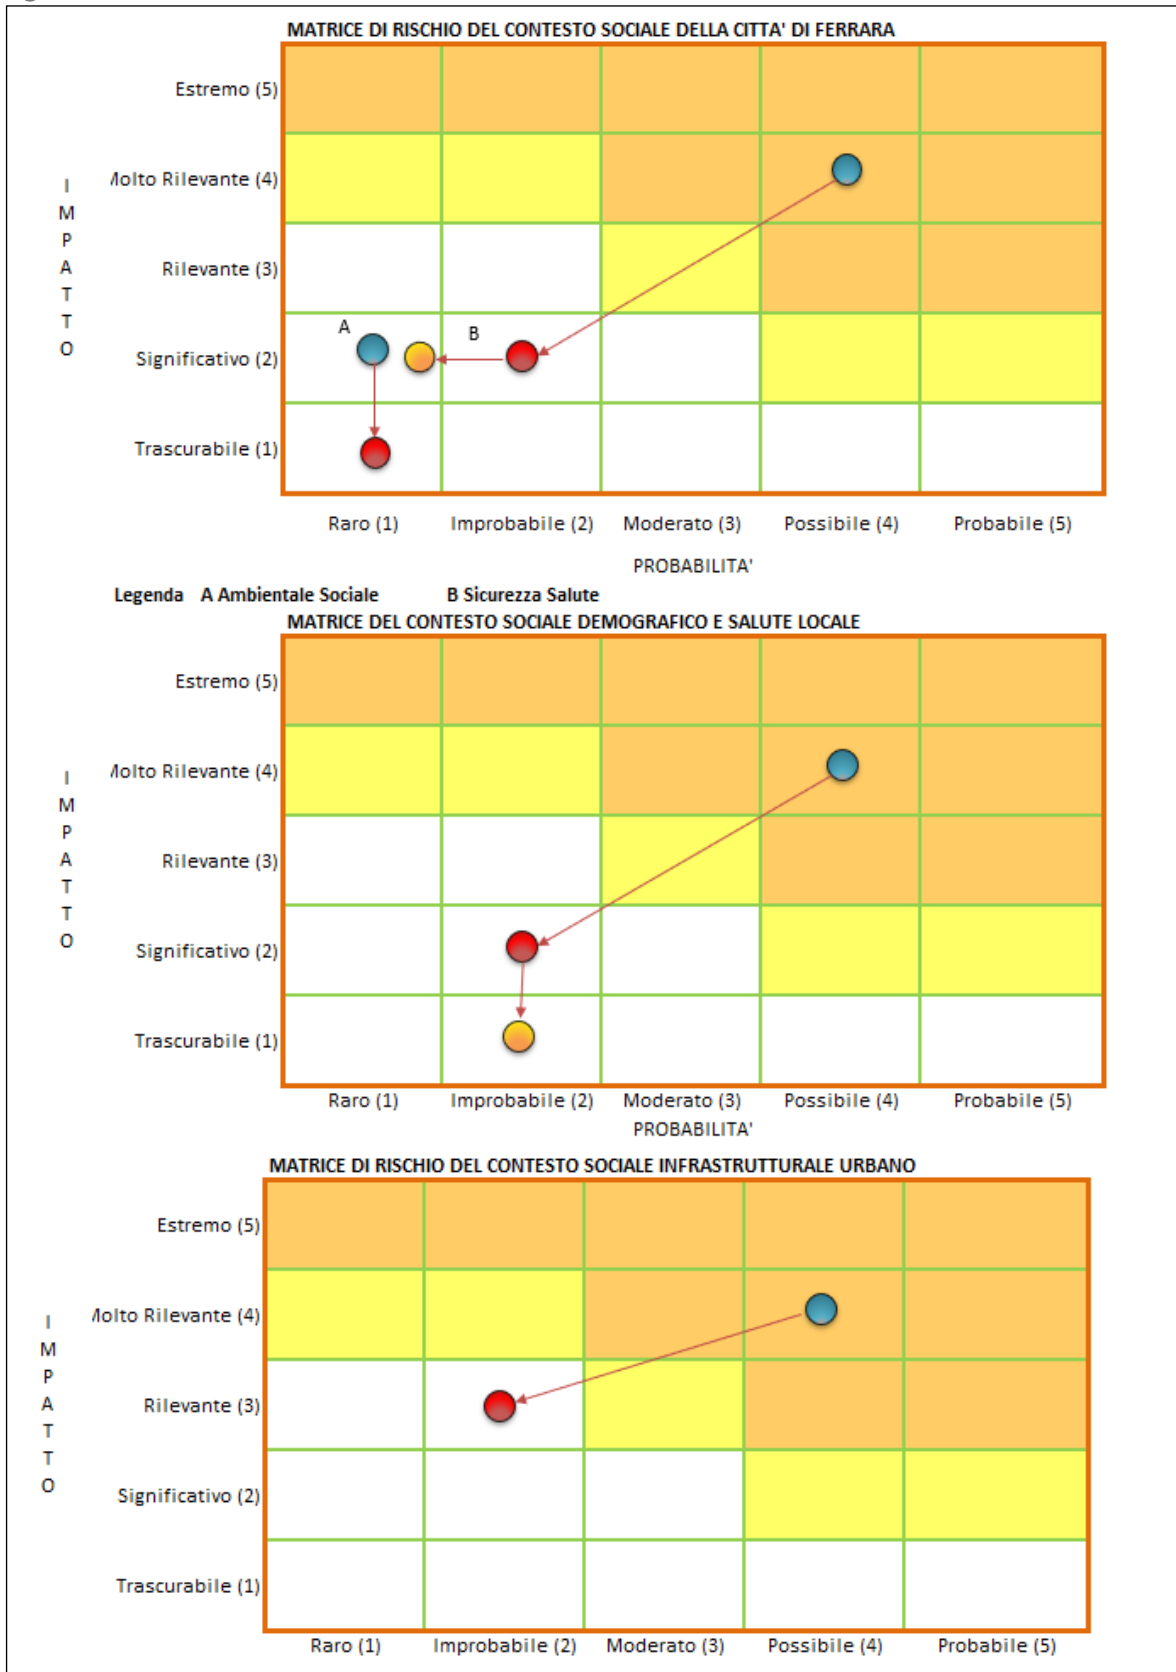 MATRICE DI RISCHIO DEL CONTESTO SOCIALE DELLA CITTA' DI FERRARA
Estremo (5)
Molto Rilevante (4)
Rilevante (3)
Significativo (2)
Trascurabile (1)
IMPATTO
A
B
Raro (1) Improbabile (2) Moderato (3) Possibile (4) Probabile (5)
PROBABILITA'
Legenda A Ambientale Sociale B Sicurezza Salute
MATRICE DEL CONTESTO SOCIALE DEMOGRAFICO E SALUTE LOCALE
Estremo (5)
Molto Rilevante (4)
Rilevante (3)
Significativo (2)
Trascurabile (1)
IMPATTO
Raro (1) Improbabile (2) Moderato (3) Possibile (4) Probabile (5)
PROBABILITA'
MATRICE DI RISCHIO DEL CONTESTO SOCIALE INFRASTRUTTURALE URBANO
Estremo (5)
Molto Rilevante (4)
Rilevante (3)
Significativo (2)
Trascurabile (1)
IMPATTO
Raro (1) Improbabile (2) Moderato (3) Possibile (4) Probabile (5)